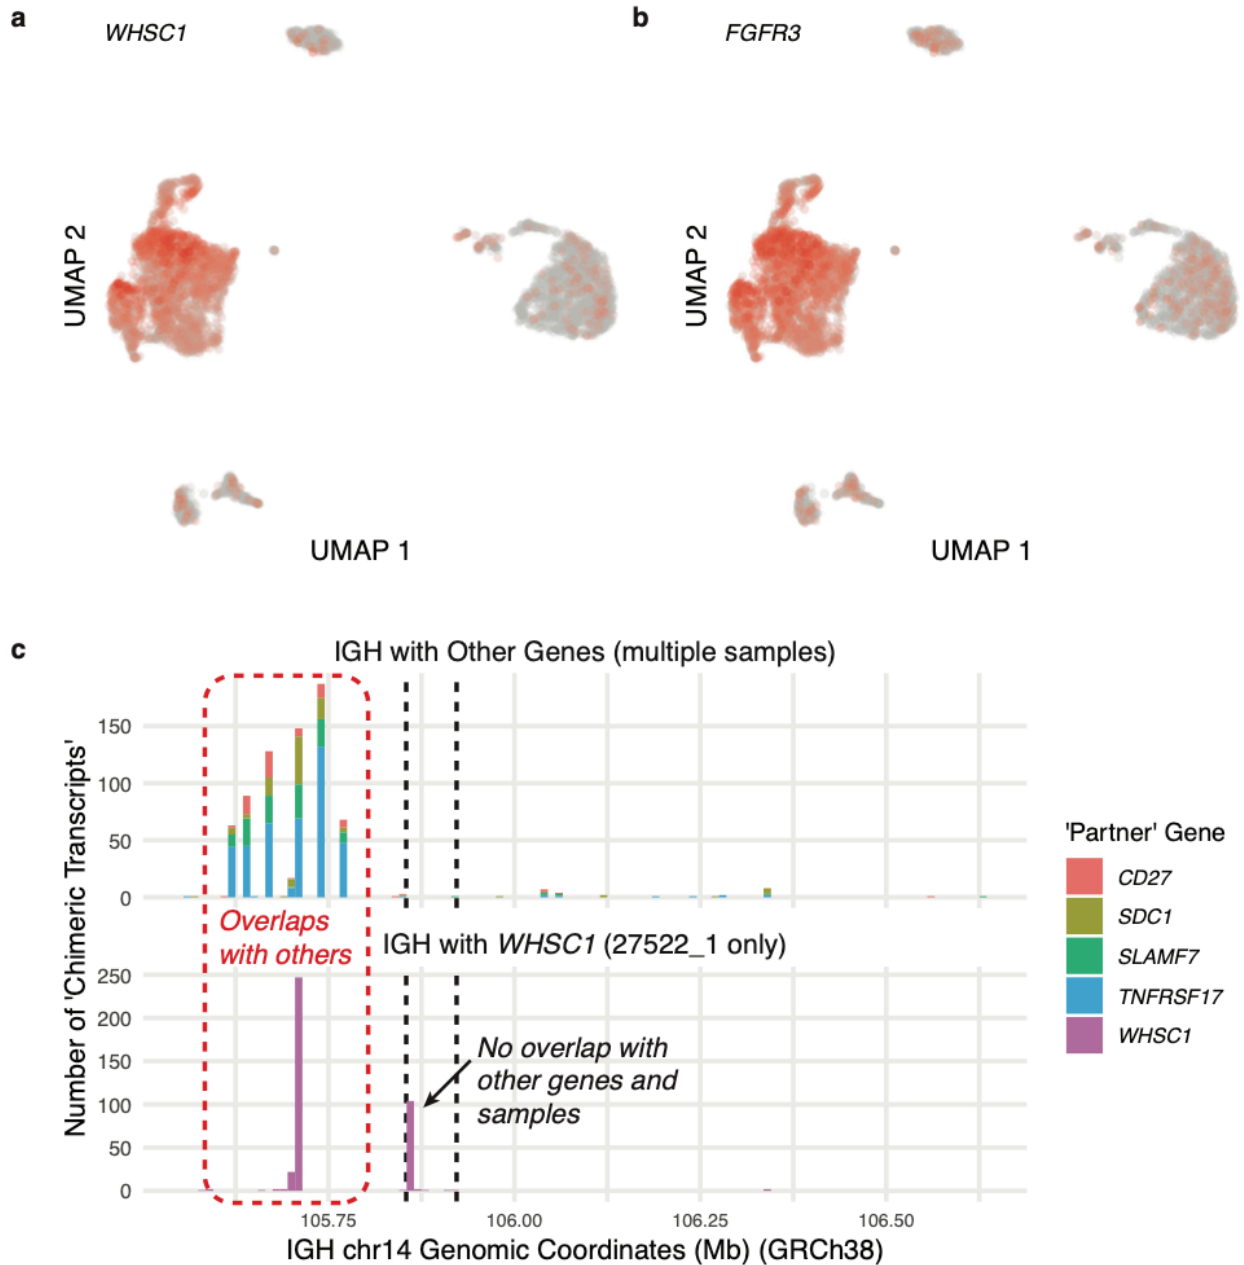 a
WHSC1
UMAP 2
UMAP 1
b
FGFR3
UMAP 2
UMAP 1
c
IGH with Other Genes (multiple samples)
150
100
50
0
Overlaps
with others
IGH with WHSC1 (27522_1 only)
250
200
150
100
50
0
No overlap with
other genes and
samples
Number of 'Chimeric Transcripts'
105.75
106.00
106.25
106.50
IGH chr14 Genomic Coordinates (Mb) (GRCh38)
'Partner' Gene
CD27
SDC1
SLAMF7
TNFRSF17
WHSC1